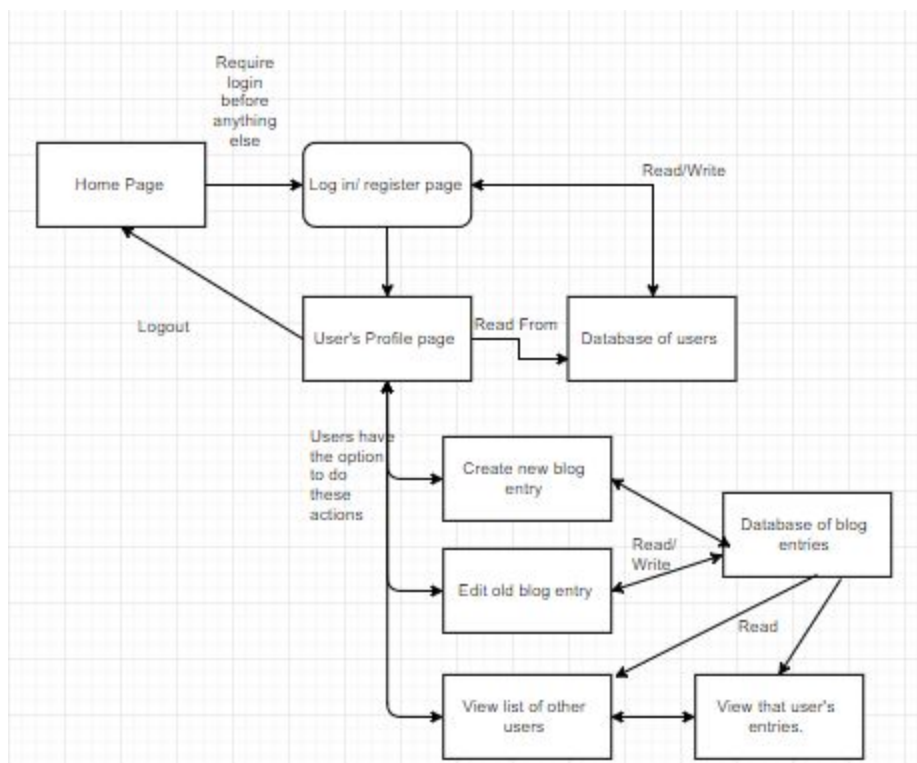 Require
login
before
anything
else
Home Page
Log in/ register page
Read/Write
Logout
User's Profile page
Read From
Database of users
Users have
the option
to do
these
actions
Create new blog
entry
Database of blog
entries
Read/
Write
Edit old blog entry
Read
View list of other
users
View that user's
entries.